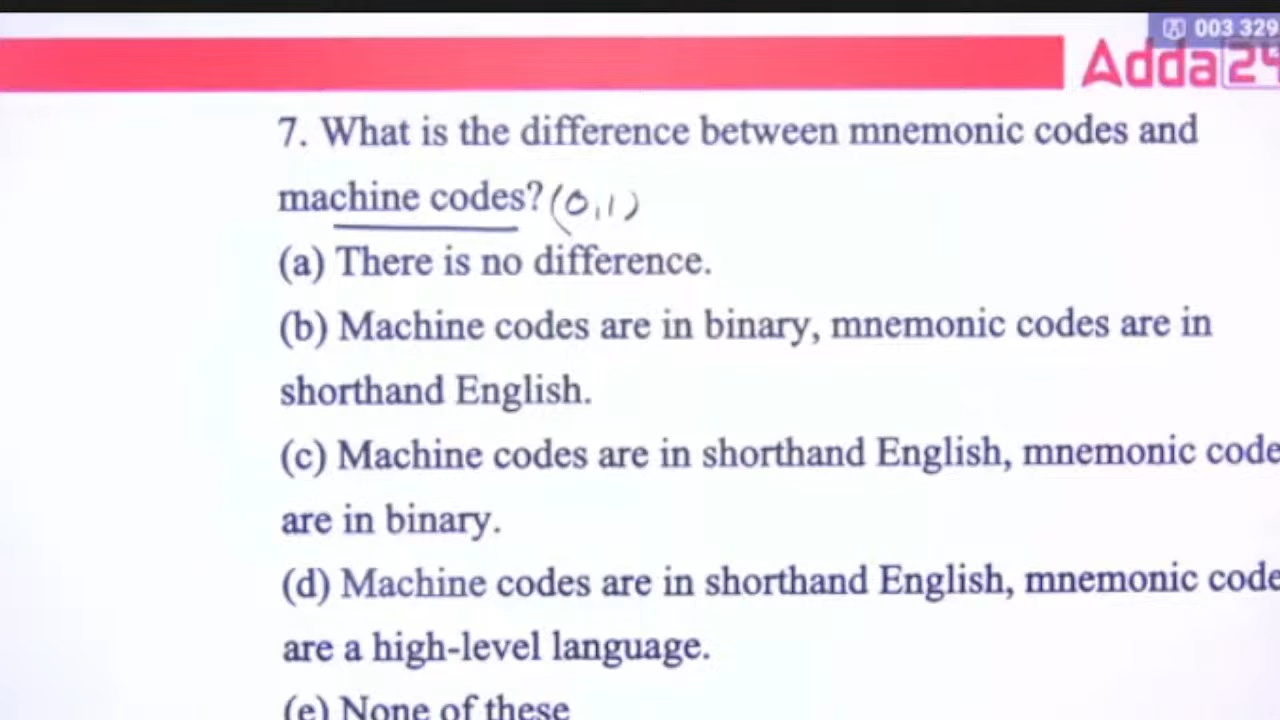 003 329
Adda24
7. What is the difference between mnemonic codes and
machine codes? (0,1)
(a) There is no difference.
(b) Machine codes are in binary, mnemonic codes are in
shorthand English.
(c) Machine codes are in shorthand English, mnemonic code
are in binary.
(d) Machine codes are in shorthand English, mnemonic code
are a high-level language.
(e) None of these